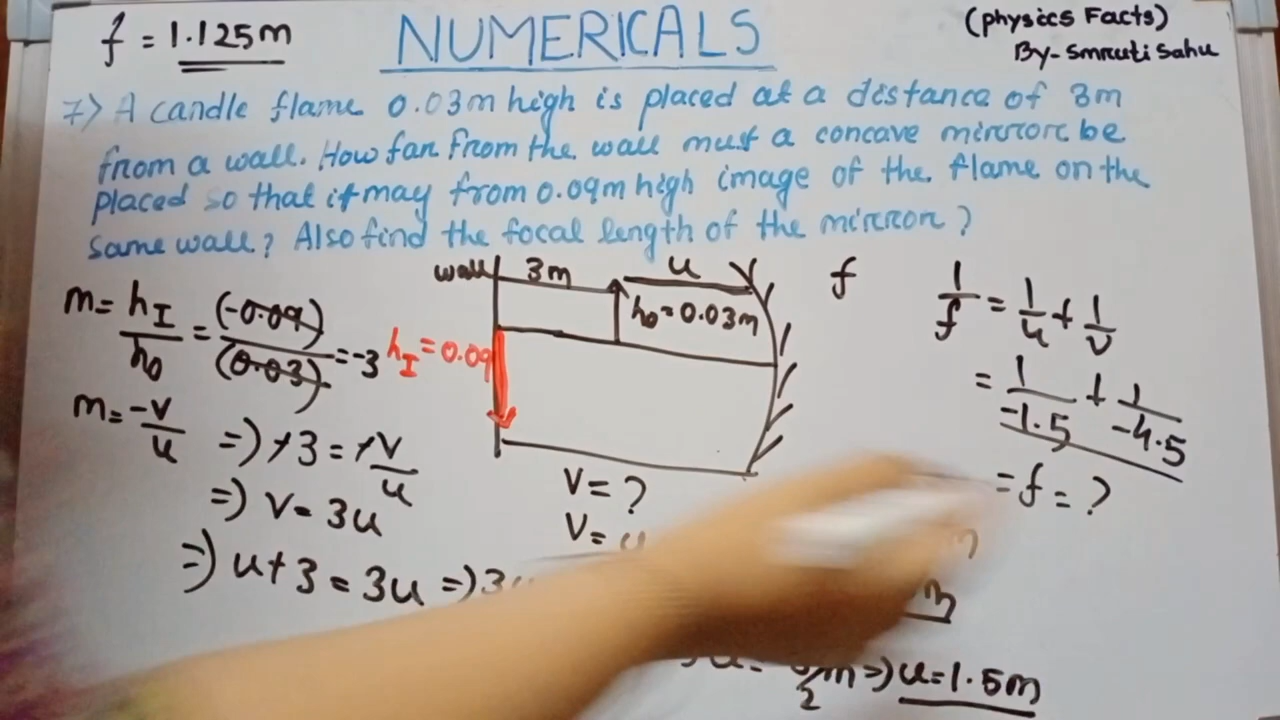 f = 1.125m
NUMERICALS
(physics Facts)
By- Smruti Sahu
7) A candle flame 0.03m high is placed at a distance of 3m
from a wall. How far from the wall must a concave mirror be
placed so that it may from 0.09m high image of the flame on the
same wall? Also find the focal length of the mirror?
wall 3m u
h₀=0.03m
h_I=0.09
m= h_I/h₀ = (-0.09)/(0.03) = -3
m= -v/u
=) -3 = -v/u
=) v= 3u
=) u+3 = 3u =) 3u
v= ?
v= u
f
1/f = 1/u + 1/v
= 1/-1.5 + 1/-4.5
= f = ?
m
m
/2 m =) u=1.5m